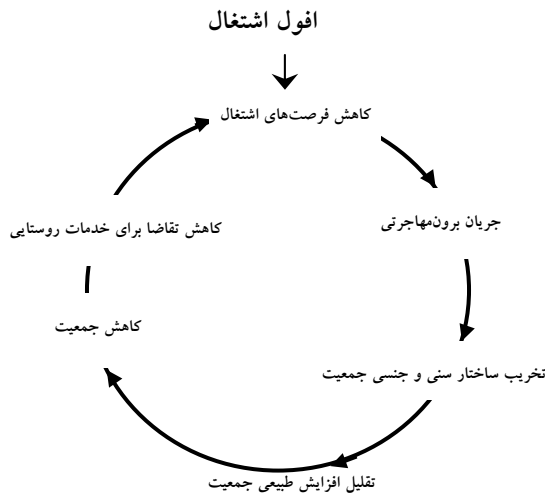 افول اشتغال
کاهش فرصت‌های اشتغال
جریان برون‌مهاجرتی
تخریب ساختار سنی و جنسی جمعیت
تقلیل افزایش طبیعی جمعیت
کاهش جمعیت
کاهش تقاضا برای خدمات روستایی